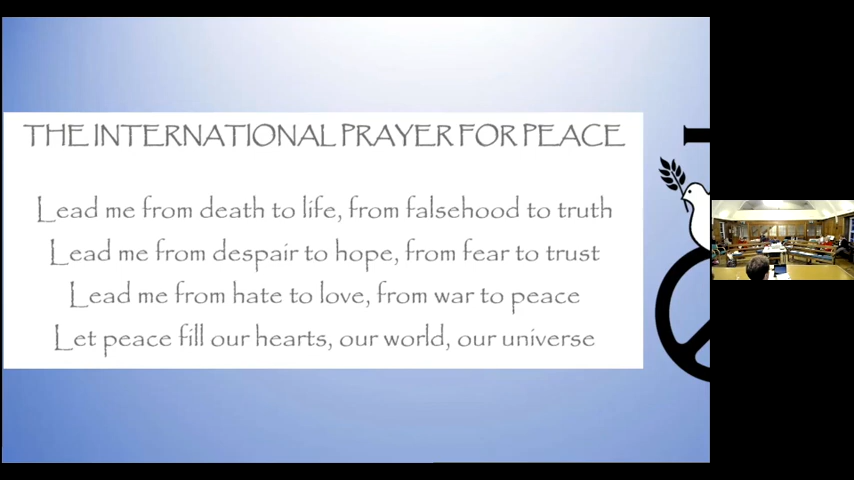 THE INTERNATIONAL PRAYER FOR PEACE
Lead me from death to life, from falsehood to truth
Lead me from despair to hope, from fear to trust
Lead me from hate to love, from war to peace
Let peace fill our hearts, our world, our universe